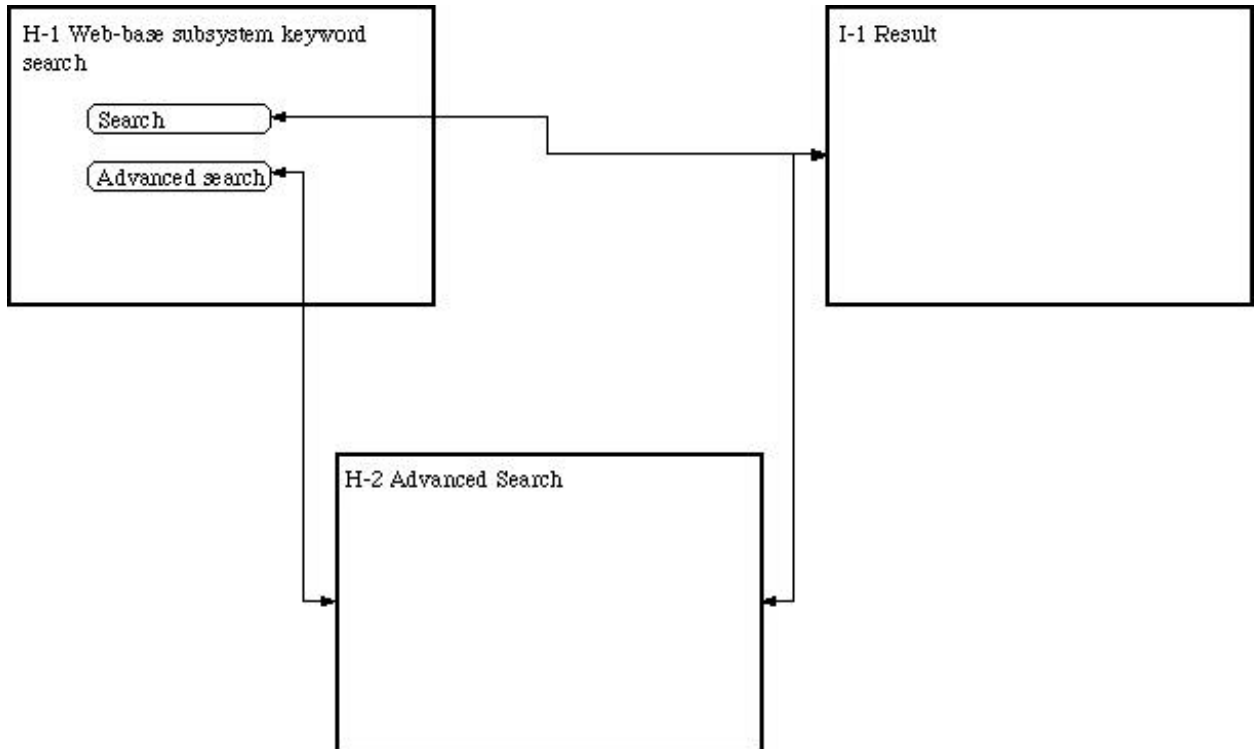 H-1 Web-base subsystem keyword
search
Search
Advanced search
I-1 Result
H-2 Advanced Search